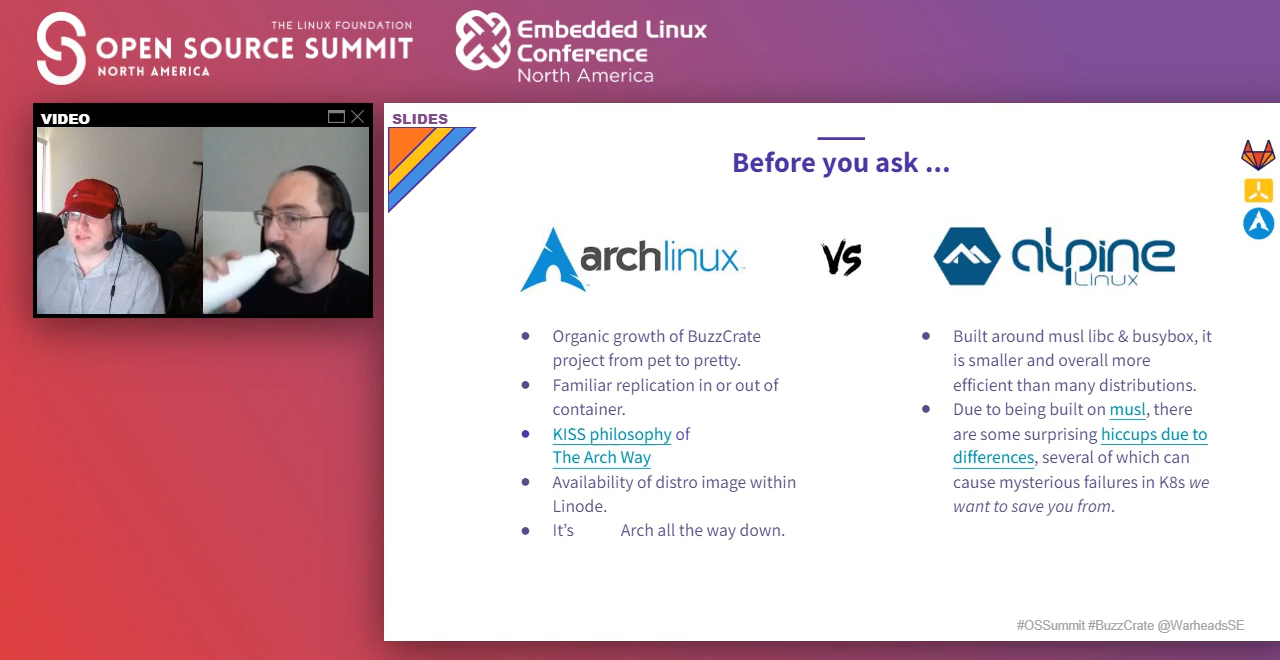 THE LINUX FOUNDATION
OPEN SOURCE SUMMIT
NORTH AMERICA
Embedded Linux
Conference
North America
VIDEO
SLIDES
Before you ask ...
archlinux
VS
alpine
Linux
Organic growth of BuzzCrate
project from pet to pretty.
Familiar replication in or out of
container.
KISS philosophy of
The Arch Way
Availability of distro image within
Linode.
It's Arch all the way down.
Built around musl libc & busybox, it
is smaller and overall more
efficient than many distributions.
Due to being built on musl, there
are some surprising hiccups due to
differences, several of which can
cause mysterious failures in K8s we
want to save you from.
#OSSummit #BuzzCrate @WarheadsSE